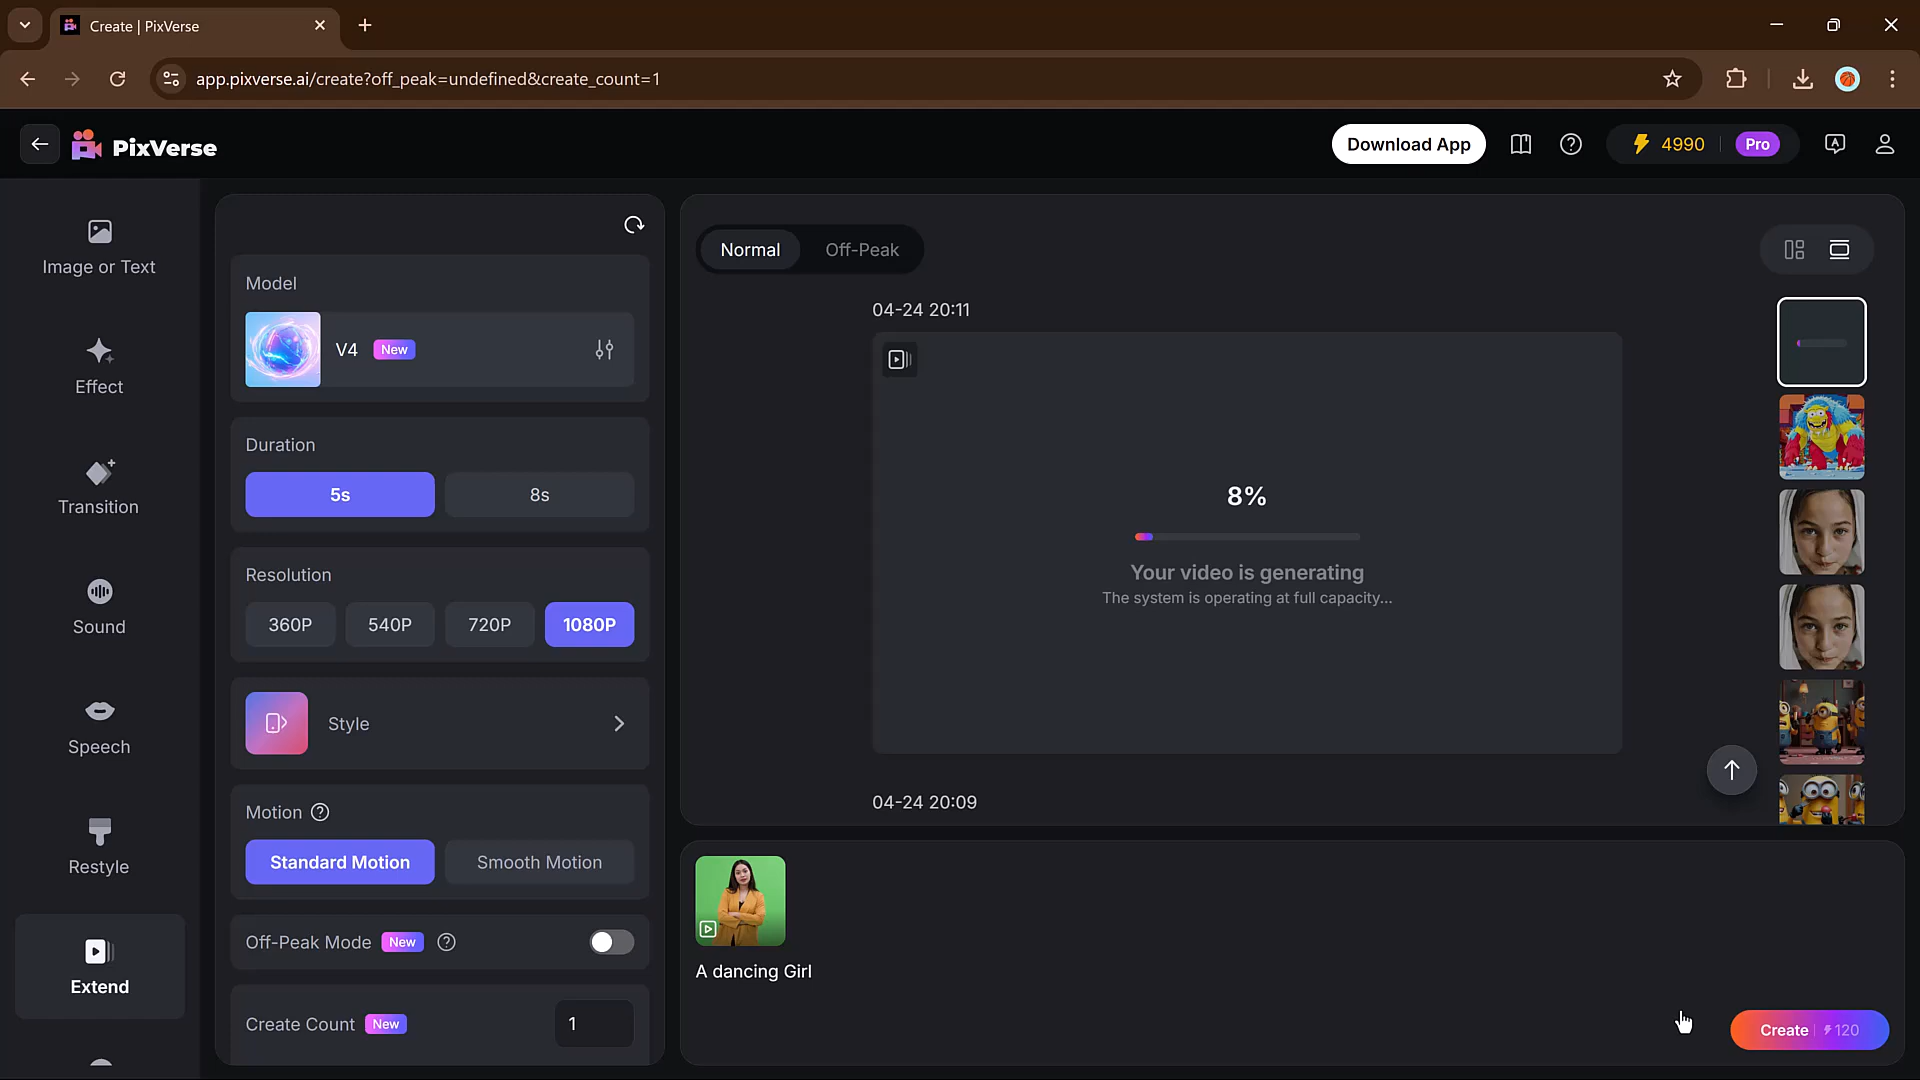 Create | PixVerse
app.pixverse.ai/create?off_peak=undefined&create_count=1
PixVerse
Download App
4990
Pro
Image or Text
Effect
Transition
Sound
Speech
Restyle
Extend
Model
V4 New
Duration
5s 8s
Resolution
360P 540P 720P 1080P
Style
Motion
Standard Motion Smooth Motion
Off-Peak Mode New
Create Count New 1
Normal Off-Peak
04-24 20:11
8%
Your video is generating
The system is operating at full capacity...
04-24 20:09
A dancing Girl
Create 120